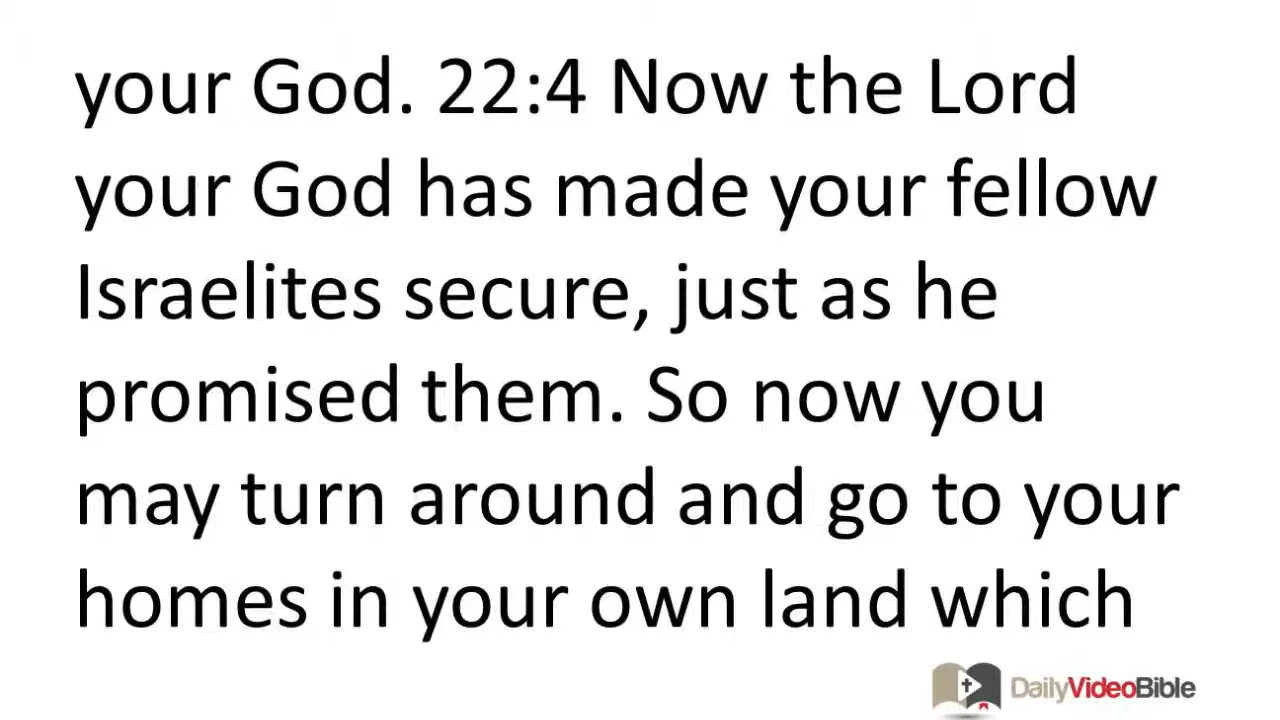 your God. 22:4 Now the Lord
your God has made your fellow
Israelites secure, just as he
promised them. So now you
may turn around and go to your
homes in your own land which
DailyVideoBible